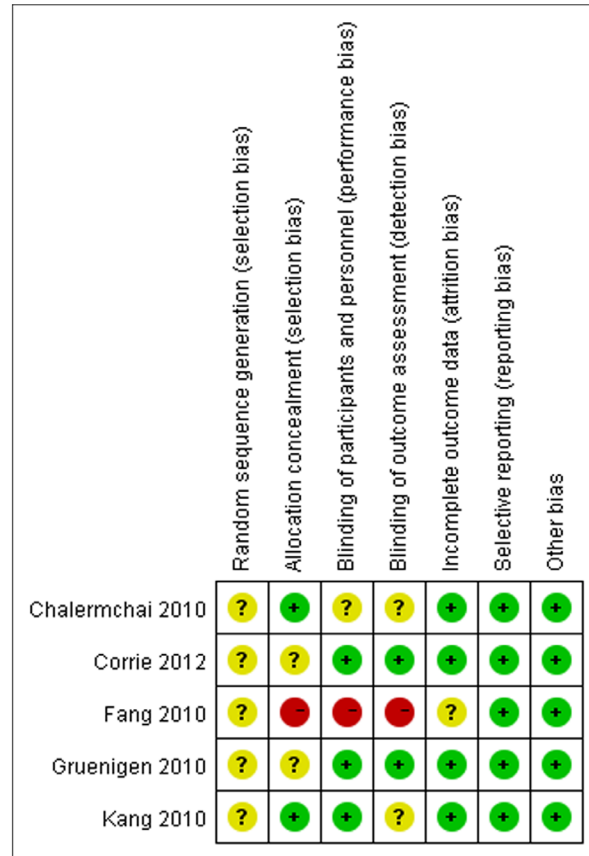 Random sequence generation (selection bias)
Allocation concealment (selection bias)
Blinding of participants and personnel (performance bias)
Blinding of outcome assessment (detection bias)
Incomplete outcome data (attrition bias)
Selective reporting (reporting bias)
Other bias
Chalermchai 2010 ? + ? ? + + +
Corrie 2012 ? ? + + + + +
Fang 2010 ? - - - ? + +
Gruenigen 2010 ? ? + + + + +
Kang 2010 ? + + ? + + +